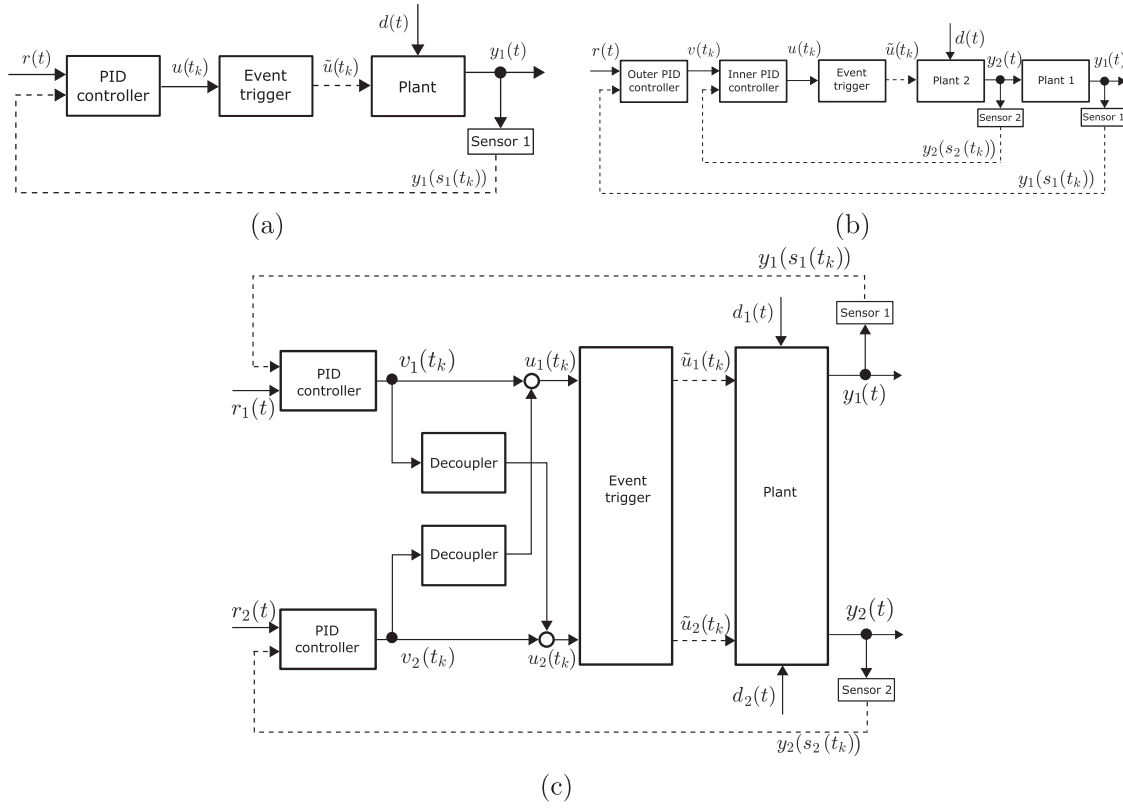 d(t)
r(t)
PID
controller
u(t_k)
Event
trigger
ũ(t_k)
Plant
y_1(t)
Sensor 1
y_1(s_1(t_k))
(a)
r(t)
Outer PID
controller
v(t_k)
Inner PID
controller
u(t_k)
Event
trigger
ũ(t_k)
d(t)
Plant 2
y_2(t)
Plant 1
y_1(t)
Sensor 2
Sensor 1
y_2(s_2(t_k))
y_1(s_1(t_k))
(b)
y_1(s_1(t_k))
Sensor 1
d_1(t)
PID
controller
r_1(t)
v_1(t_k)
u_1(t_k)
ũ_1(t_k)
y_1(t)
Decoupler
Event
trigger
Plant
Decoupler
r_2(t)
PID
controller
v_2(t_k)
u_2(t_k)
ũ_2(t_k)
y_2(t)
Sensor 2
d_2(t)
y_2(s_2(t_k))
(c)